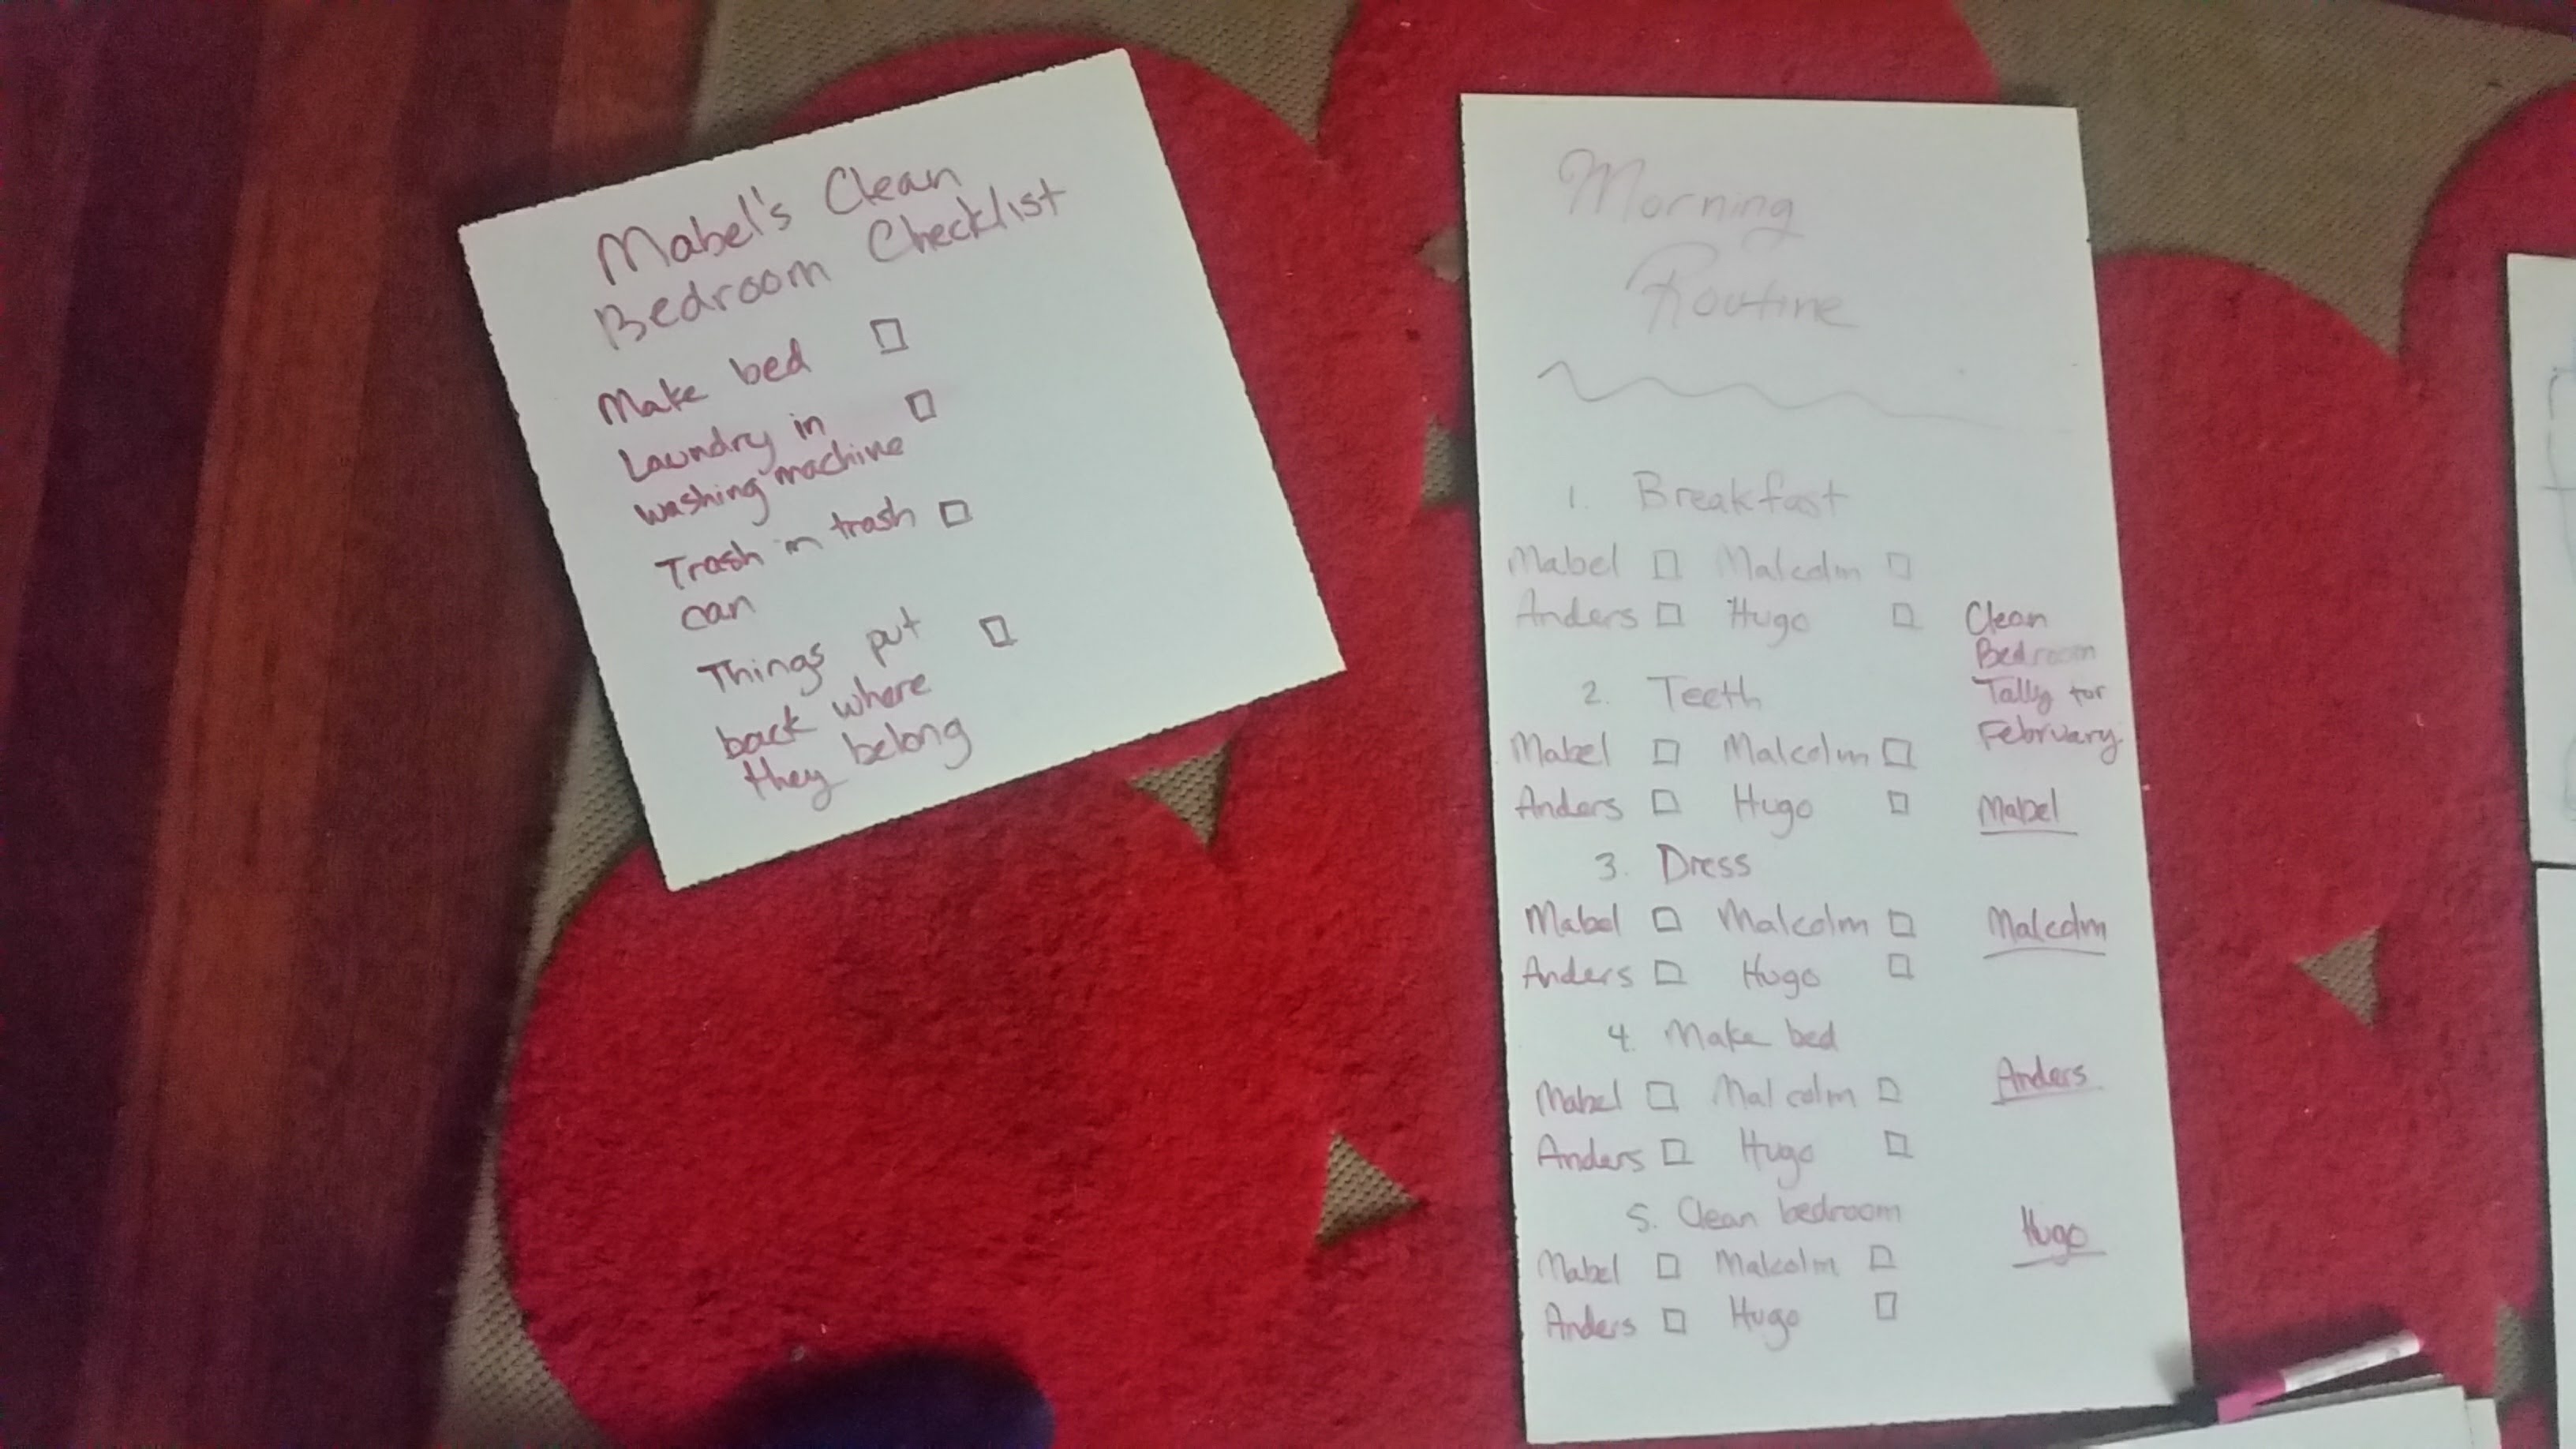 Mabel's Clean
Bedroom Checklist
Make bed □
Laundry in
washing machine □
Trash in trash □
can
Things put □
back where
they belong
Morning
Routine
1. Breakfast
Mabel □ Malcolm □
Anders □ Hugo □
2. Teeth
Mabel □ Malcolm □
Anders □ Hugo □
3. Dress
Mabel □ Malcolm □
Anders □ Hugo □
4. Make bed
Mabel □ Malcolm □
Anders □ Hugo □
5. Clean bedroom
Mabel □ Malcolm □
Anders □ Hugo □
Clean
Bedroom
Tally for
February
Mabel
Malcolm
Anders
Hugo